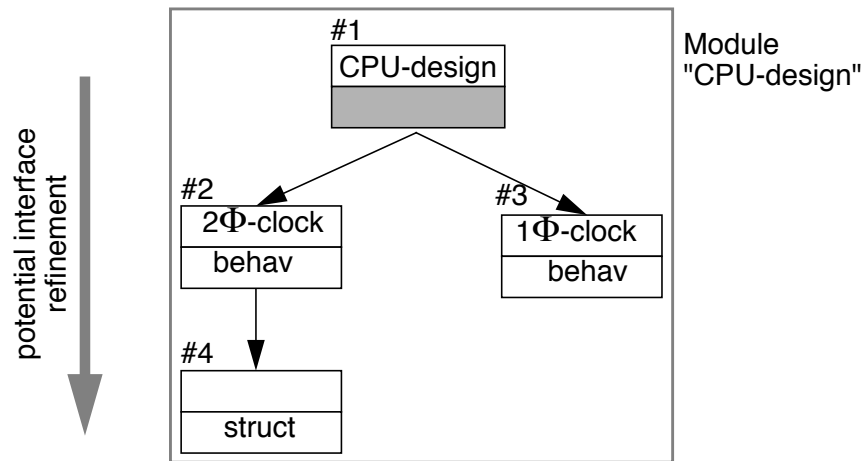 #1
CPU-design
Module
"CPU-design"
potential interface
refinement
#2
2Φ-clock
behav
#3
1Φ-clock
behav
#4
struct